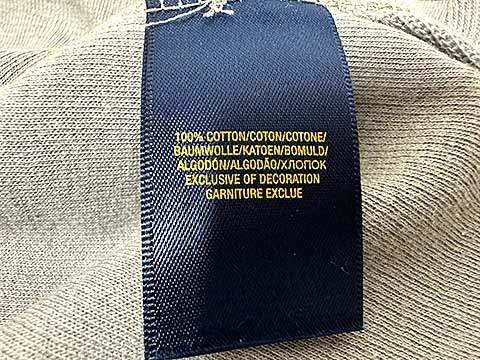 100% COTTON/COTON/COTONE/
BAUMWOLLE/KATOEN/BOMULD/
ALGODÓN/ALGODÃO/ХЛОПОК
EXCLUSIVE OF DECORATION
GARNITURE EXCLUE